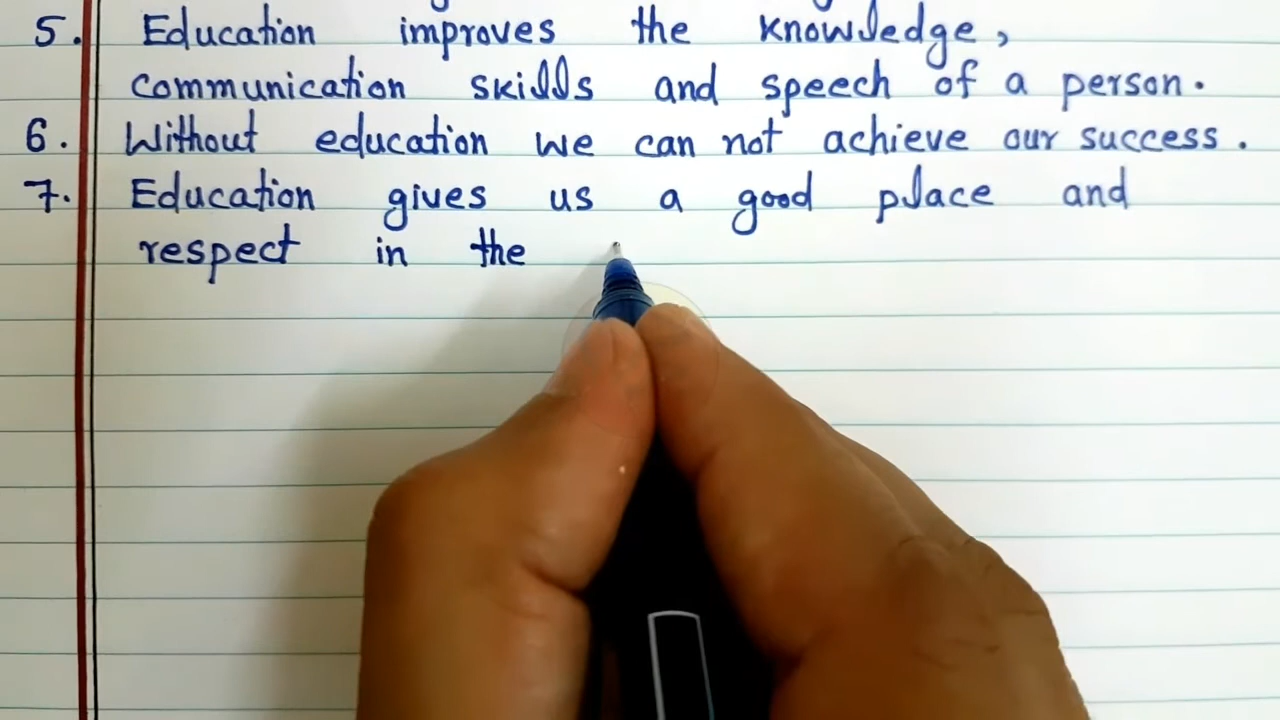 5. Education improves the knowledge,
communication skills and speech of a person.
6. Without education we can not achieve our success.
7. Education gives us a good place and
respect in the